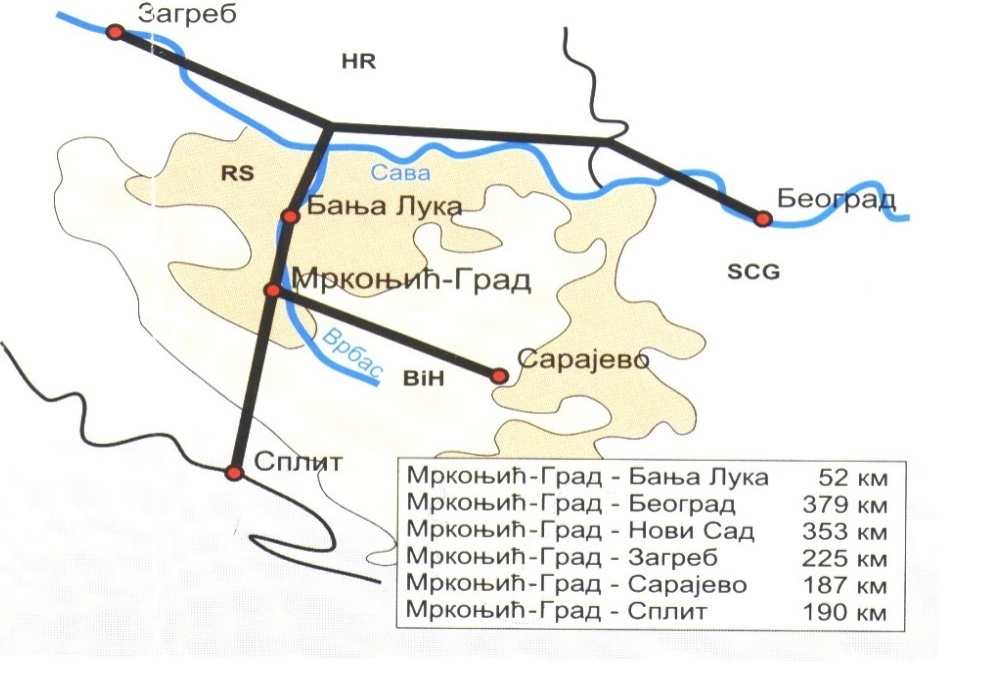 Загреб
HR
RS
Сава
Бања Лука
Београд
SCG
Мркоњић-Град
Врбас
BiH
Сарајево
Сплит
Мркоњић-Град - Бања Лука 52 км
Мркоњић-Град - Београд 379 км
Мркоњић-Град - Нови Сад 353 км
Мркоњић-Град - Загреб 225 км
Мркоњић-Град - Сарајево 187 км
Мркоњић-Град - Сплит 190 км